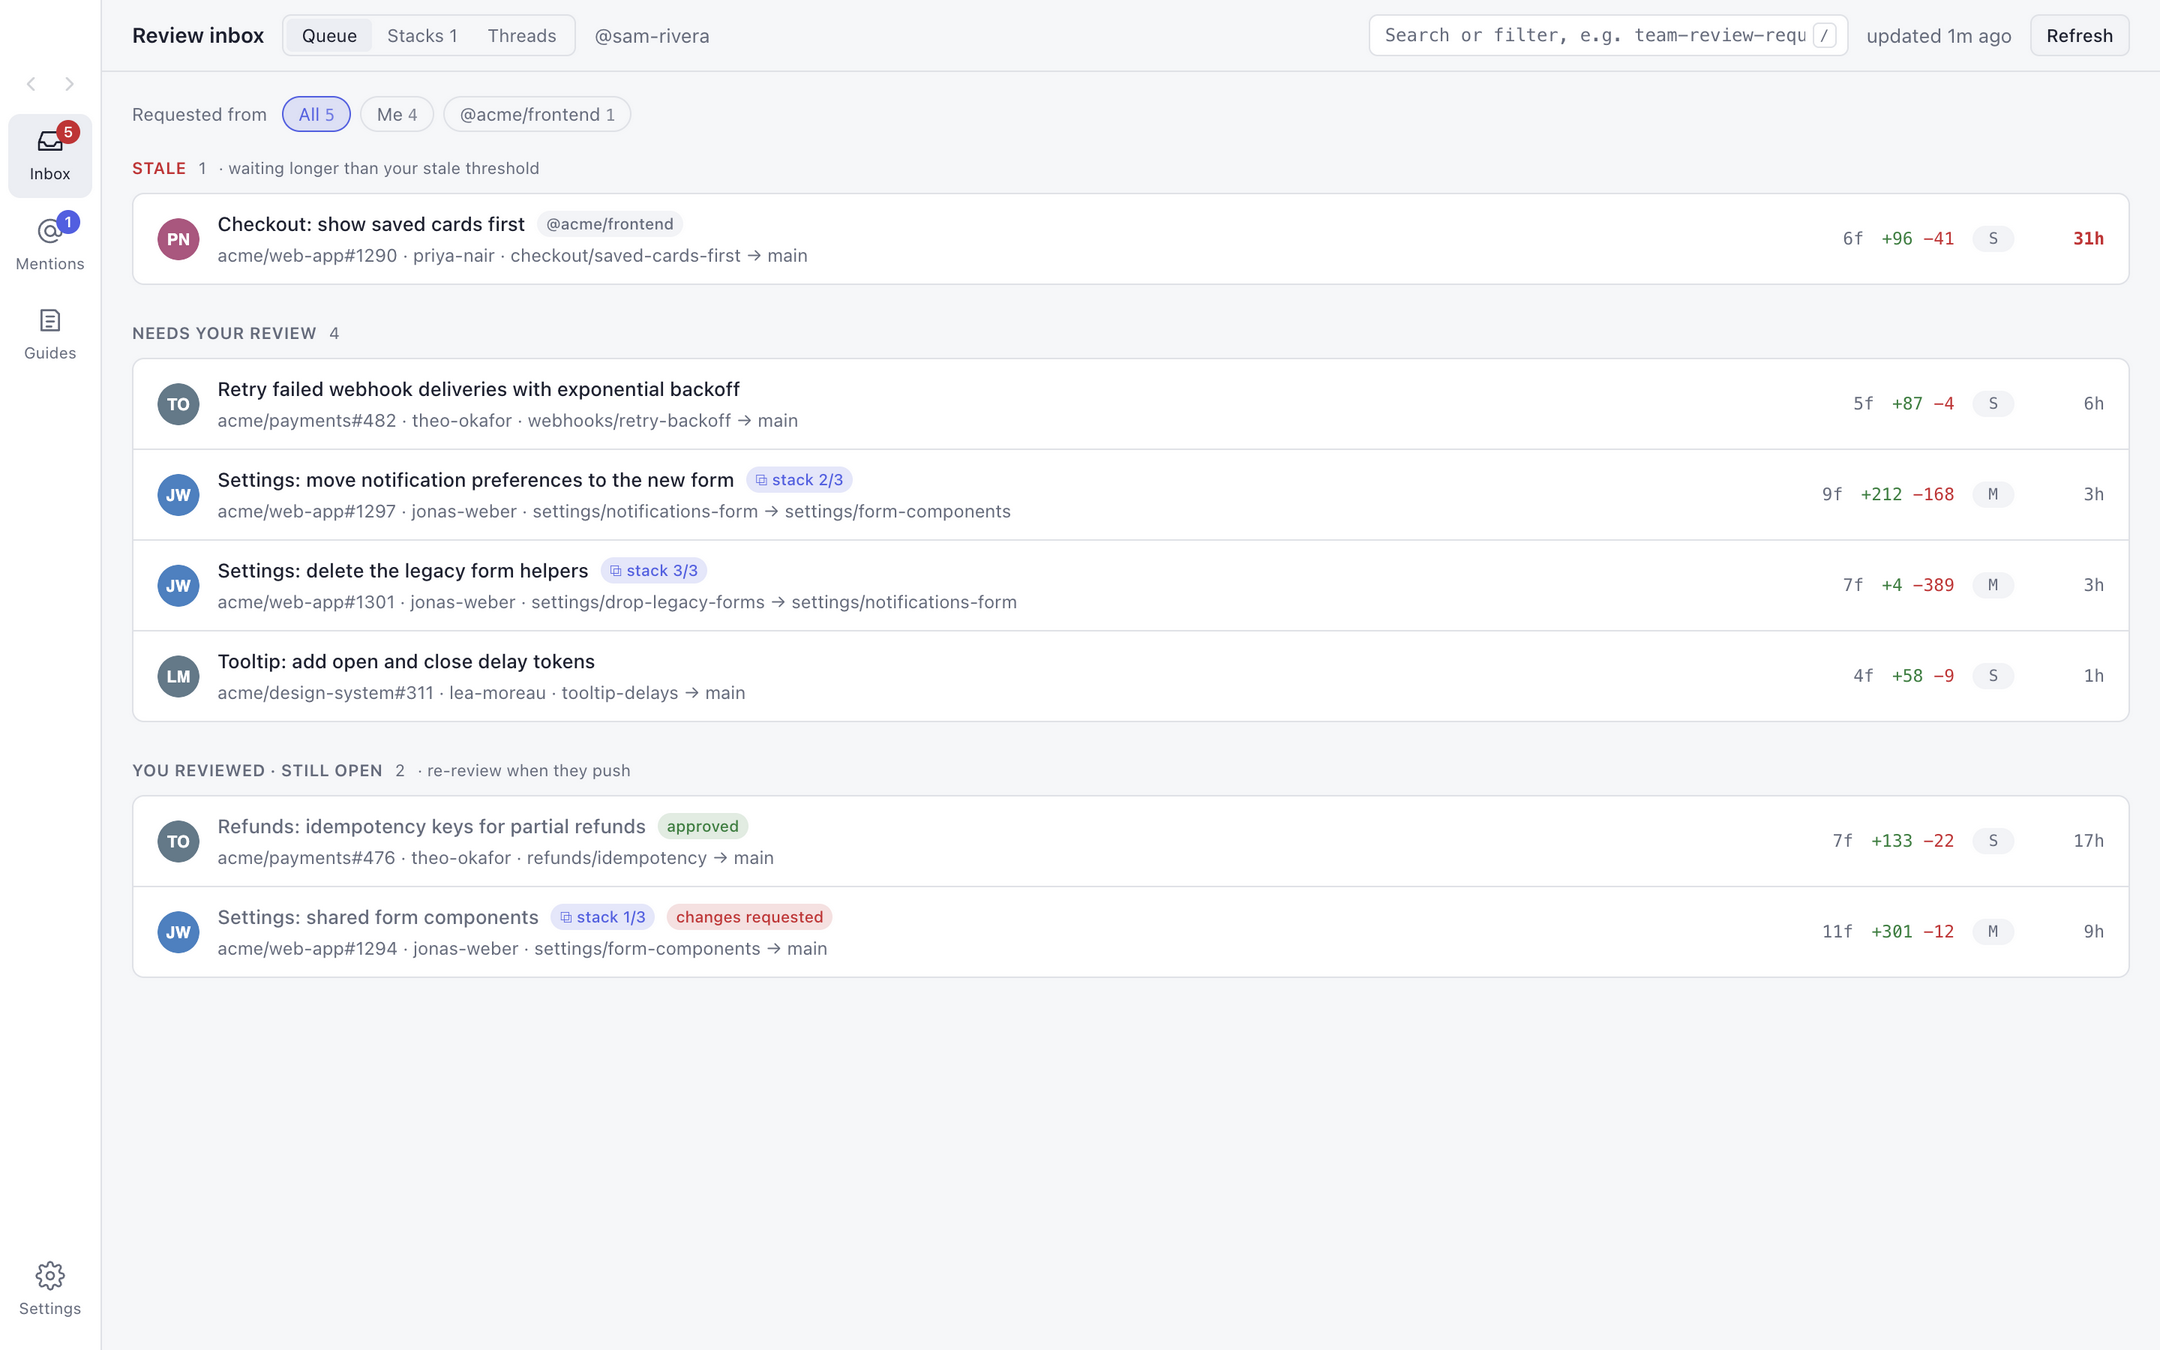 Review inbox
Queue
Stacks 1
Threads
@sam-rivera
Search or filter, e.g. team-review-requ
/
updated 1m ago
Refresh
5
Inbox
1
Mentions
Guides
Settings
Requested from
All 5
Me 4
@acme/frontend 1
STALE 1 · waiting longer than your stale threshold
PN
Checkout: show saved cards first @acme/frontend
acme/web-app#1290 · priya-nair · checkout/saved-cards-first → main
6f +96 −41 S 31h
NEEDS YOUR REVIEW 4
TO
Retry failed webhook deliveries with exponential backoff
acme/payments#482 · theo-okafor · webhooks/retry-backoff → main
5f +87 −4 S 6h
JW
Settings: move notification preferences to the new form stack 2/3
acme/web-app#1297 · jonas-weber · settings/notifications-form → settings/form-components
9f +212 −168 M 3h
JW
Settings: delete the legacy form helpers stack 3/3
acme/web-app#1301 · jonas-weber · settings/drop-legacy-forms → settings/notifications-form
7f +4 −389 M 3h
LM
Tooltip: add open and close delay tokens
acme/design-system#311 · lea-moreau · tooltip-delays → main
4f +58 −9 S 1h
YOU REVIEWED · STILL OPEN 2 · re-review when they push
TO
Refunds: idempotency keys for partial refunds approved
acme/payments#476 · theo-okafor · refunds/idempotency → main
7f +133 −22 S 17h
JW
Settings: shared form components stack 1/3 changes requested
acme/web-app#1294 · jonas-weber · settings/form-components → main
11f +301 −12 M 9h